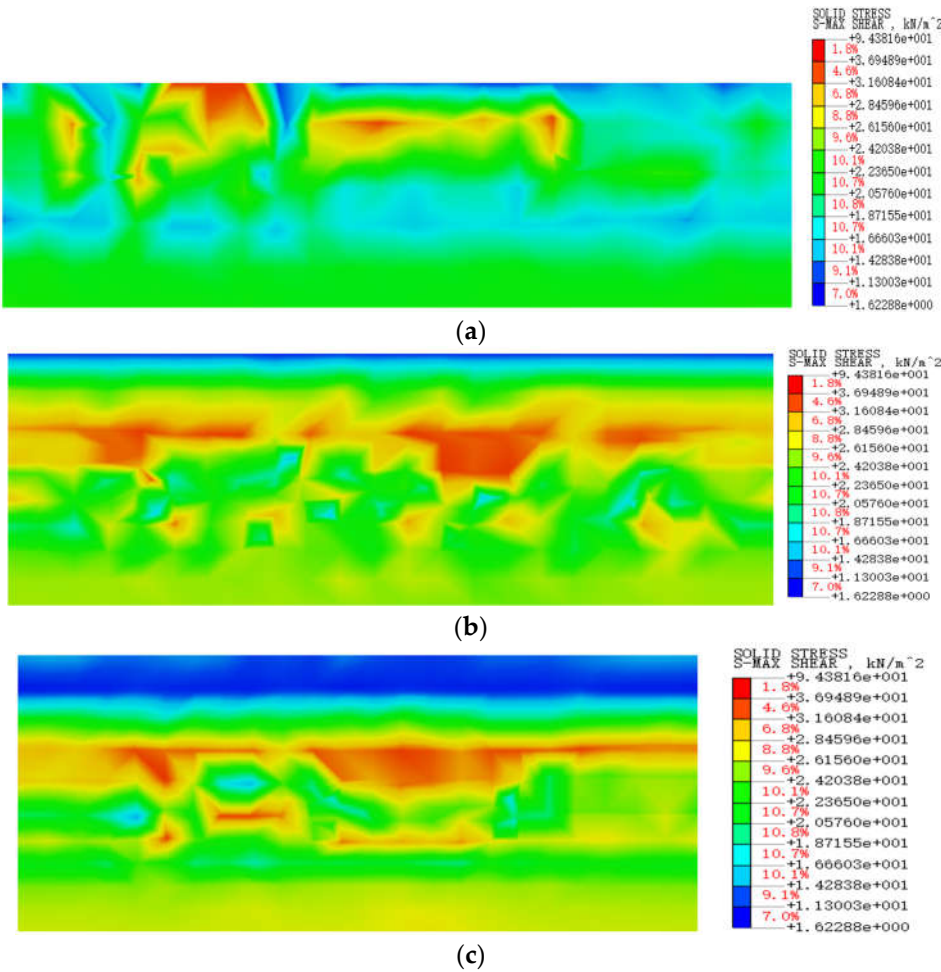 SOLID STRESS
S-MAX SHEAR , kN/m^2
+9.43816e+001
1.8%
+3.69489e+001
4.6%
+3.16084e+001
6.8%
+2.84596e+001
8.8%
+2.61560e+001
9.6%
+2.42038e+001
10.1%
+2.23650e+001
10.7%
+2.05760e+001
10.8%
+1.87155e+001
10.7%
+1.66603e+001
10.1%
+1.42838e+001
9.1%
+1.13003e+001
7.0%
+1.62288e+000
(a)
SOLID STRESS
S-MAX SHEAR , kN/m^2
+9.43816e+001
1.8%
+3.69489e+001
4.6%
+3.16084e+001
6.8%
+2.84596e+001
8.8%
+2.61560e+001
9.6%
+2.42038e+001
10.1%
+2.23650e+001
10.7%
+2.05760e+001
10.8%
+1.87155e+001
10.7%
+1.66603e+001
10.1%
+1.42838e+001
9.1%
+1.13003e+001
7.0%
+1.62288e+000
(b)
SOLID STRESS
S-MAX SHEAR , kN/m^2
+9.43816e+001
1.8%
+3.69489e+001
4.6%
+3.16084e+001
6.8%
+2.84596e+001
8.8%
+2.61560e+001
9.6%
+2.42038e+001
10.1%
+2.23650e+001
10.7%
+2.05760e+001
10.8%
+1.87155e+001
10.7%
+1.66603e+001
10.1%
+1.42838e+001
9.1%
+1.13003e+001
7.0%
+1.62288e+000
(c)